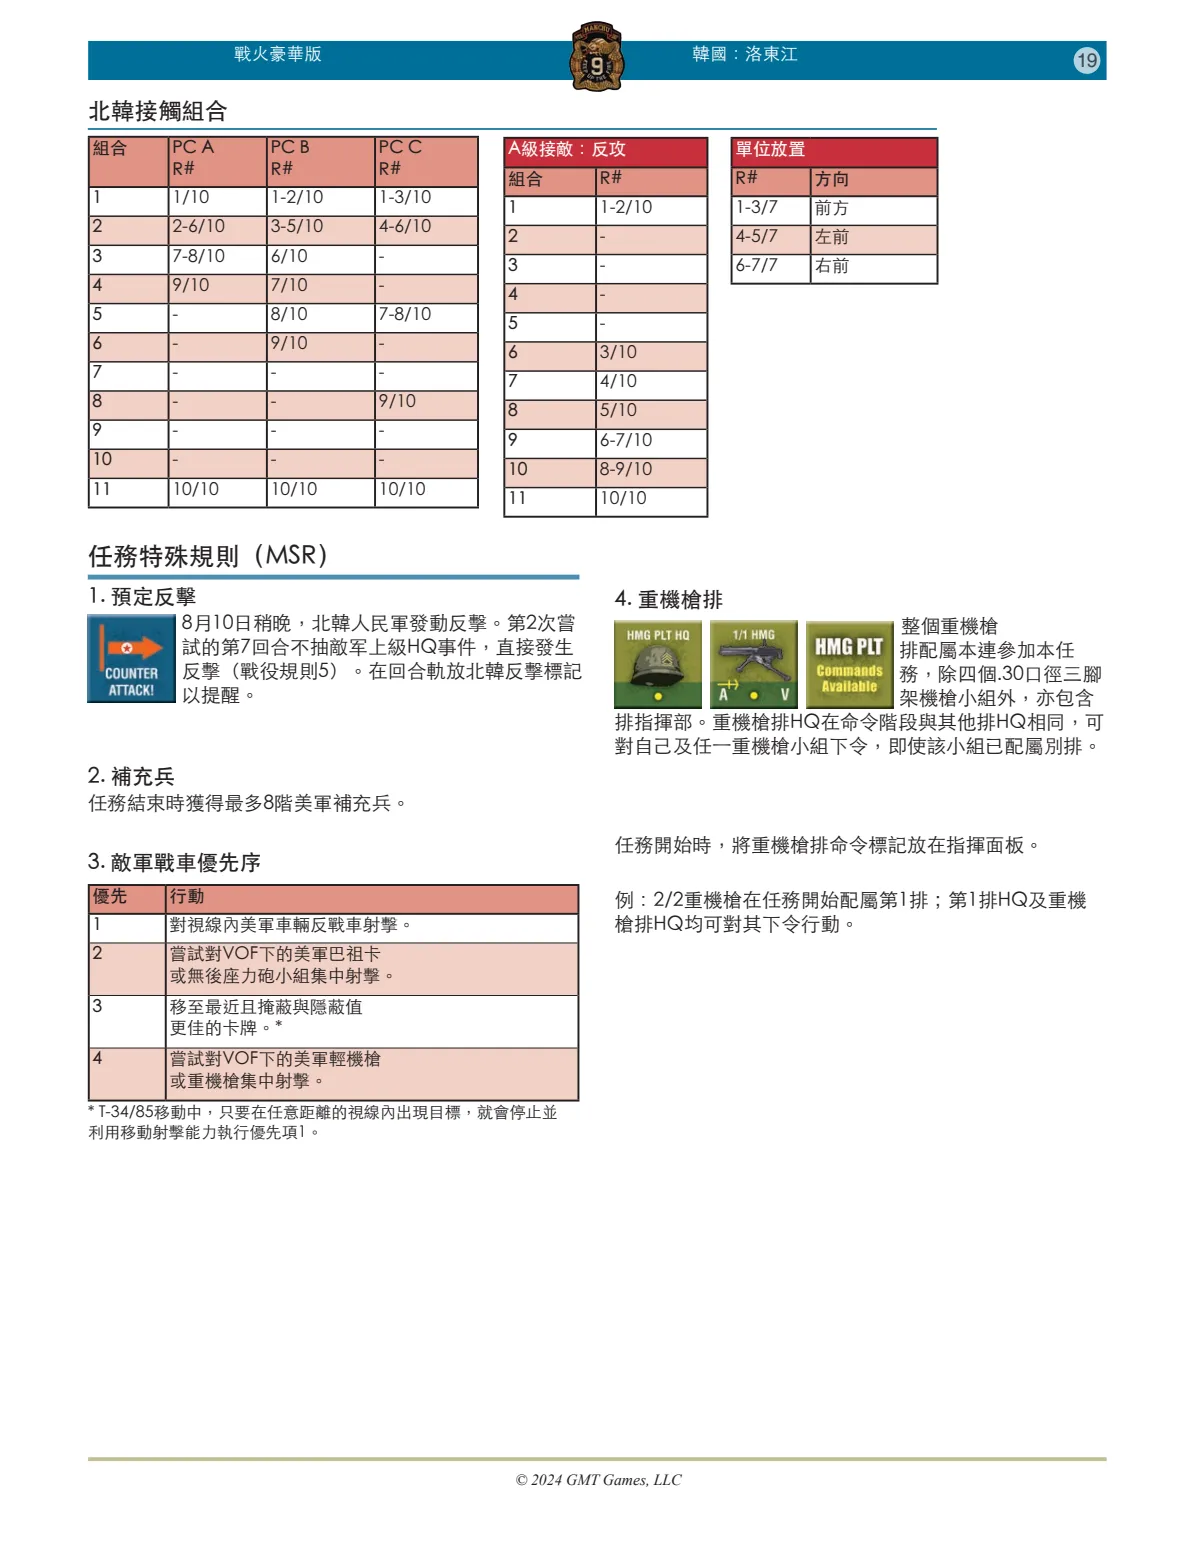 戰火豪華版
MANCHU
9
韓國：洛東江
19
北韓接觸組合
組合 PC A R# PC B R# PC C R#
1 1/10 1-2/10 1-3/10
2 2-6/10 3-5/10 4-6/10
3 7-8/10 6/10 -
4 9/10 7/10 -
5 - 8/10 7-8/10
6 - 9/10 -
7 - - -
8 - - 9/10
9 - - -
10 - - -
11 10/10 10/10 10/10
A級接敵：反攻
組合 R#
1 1-2/10
2 -
3 -
4 -
5 -
6 3/10
7 4/10
8 5/10
9 6-7/10
10 8-9/10
11 10/10
單位放置
R# 方向
1-3/7 前方
4-5/7 左前
6-7/7 右前
任務特殊規則（MSR）
1. 預定反擊
COUNTER
ATTACK!
8月10日稍晚，北韓人民軍發動反擊。第2次嘗
試的第7回合不抽敵軍上級HQ事件，直接發生
反擊（戰役規則5）。在回合軌放北韓反擊標記
以提醒。
2. 補充兵
任務結束時獲得最多8階美軍補充兵。
3. 敵軍戰車優先序
優先 行動
1 對視線內美軍車輛反戰車射擊。
2 嘗試對VOF下的美軍巴祖卡
或無後座力砲小組集中射擊。
3 移至最近且掩蔽與隱蔽值
更佳的卡牌。*
4 嘗試對VOF下的美軍輕機槍
或重機槍集中射擊。
* T-34/85移動中，只要在任意距離的視線內出現目標，就會停止並
利用移動射擊能力執行優先項1。
4. 重機槍排
HMG PLT HQ
1/1 HMG
A V
HMG PLT
Commands
Available
整個重機槍
排配屬本連參加本任
務，除四個.30口徑三腳
架機槍小組外，亦包含
排指揮部。重機槍排HQ在命令階段與其他排HQ相同，可
對自己及任一重機槍小組下令，即使該小組已配屬別排。
任務開始時，將重機槍排命令標記放在指揮面板。
例：2/2重機槍在任務開始配屬第1排；第1排HQ及重機
槍排HQ均可對其下令行動。
© 2024 GMT Games, LLC